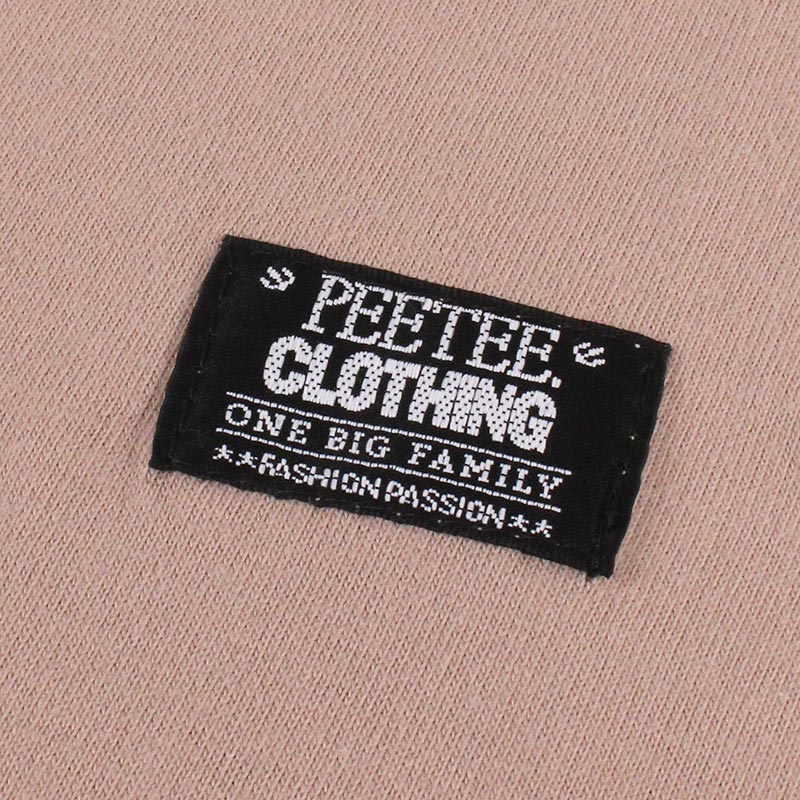 PEETEE.
CLOTHING
ONE BIG FAMILY
**FASHION PASSION**